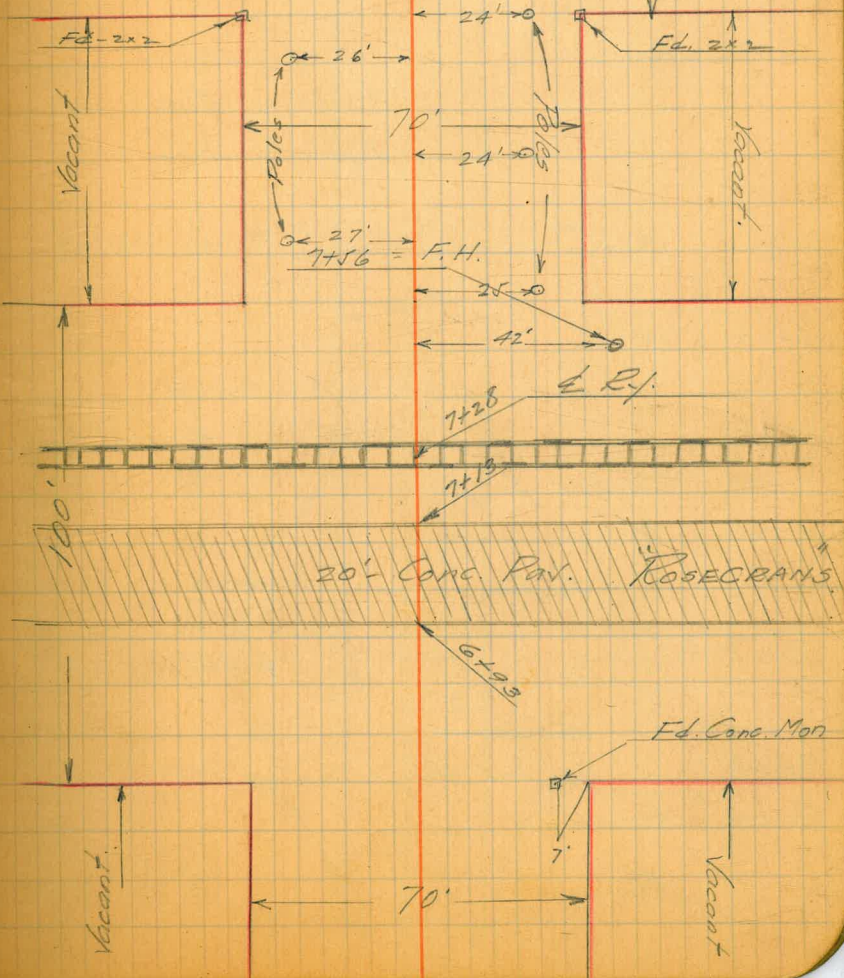 24'
Fd-2x2
Fd. 2x2
26'
Vacant
Poles
70'
Poles
Vacant.
24'
27'
7+56 = F.H.
25
42'
7+28
℄ Ry.
7+13
100'
20'- Conc. Pav. "ROSECRANS"
6+93
Fd. Conc. Mon
7'
Vacant.
70'
Vacant